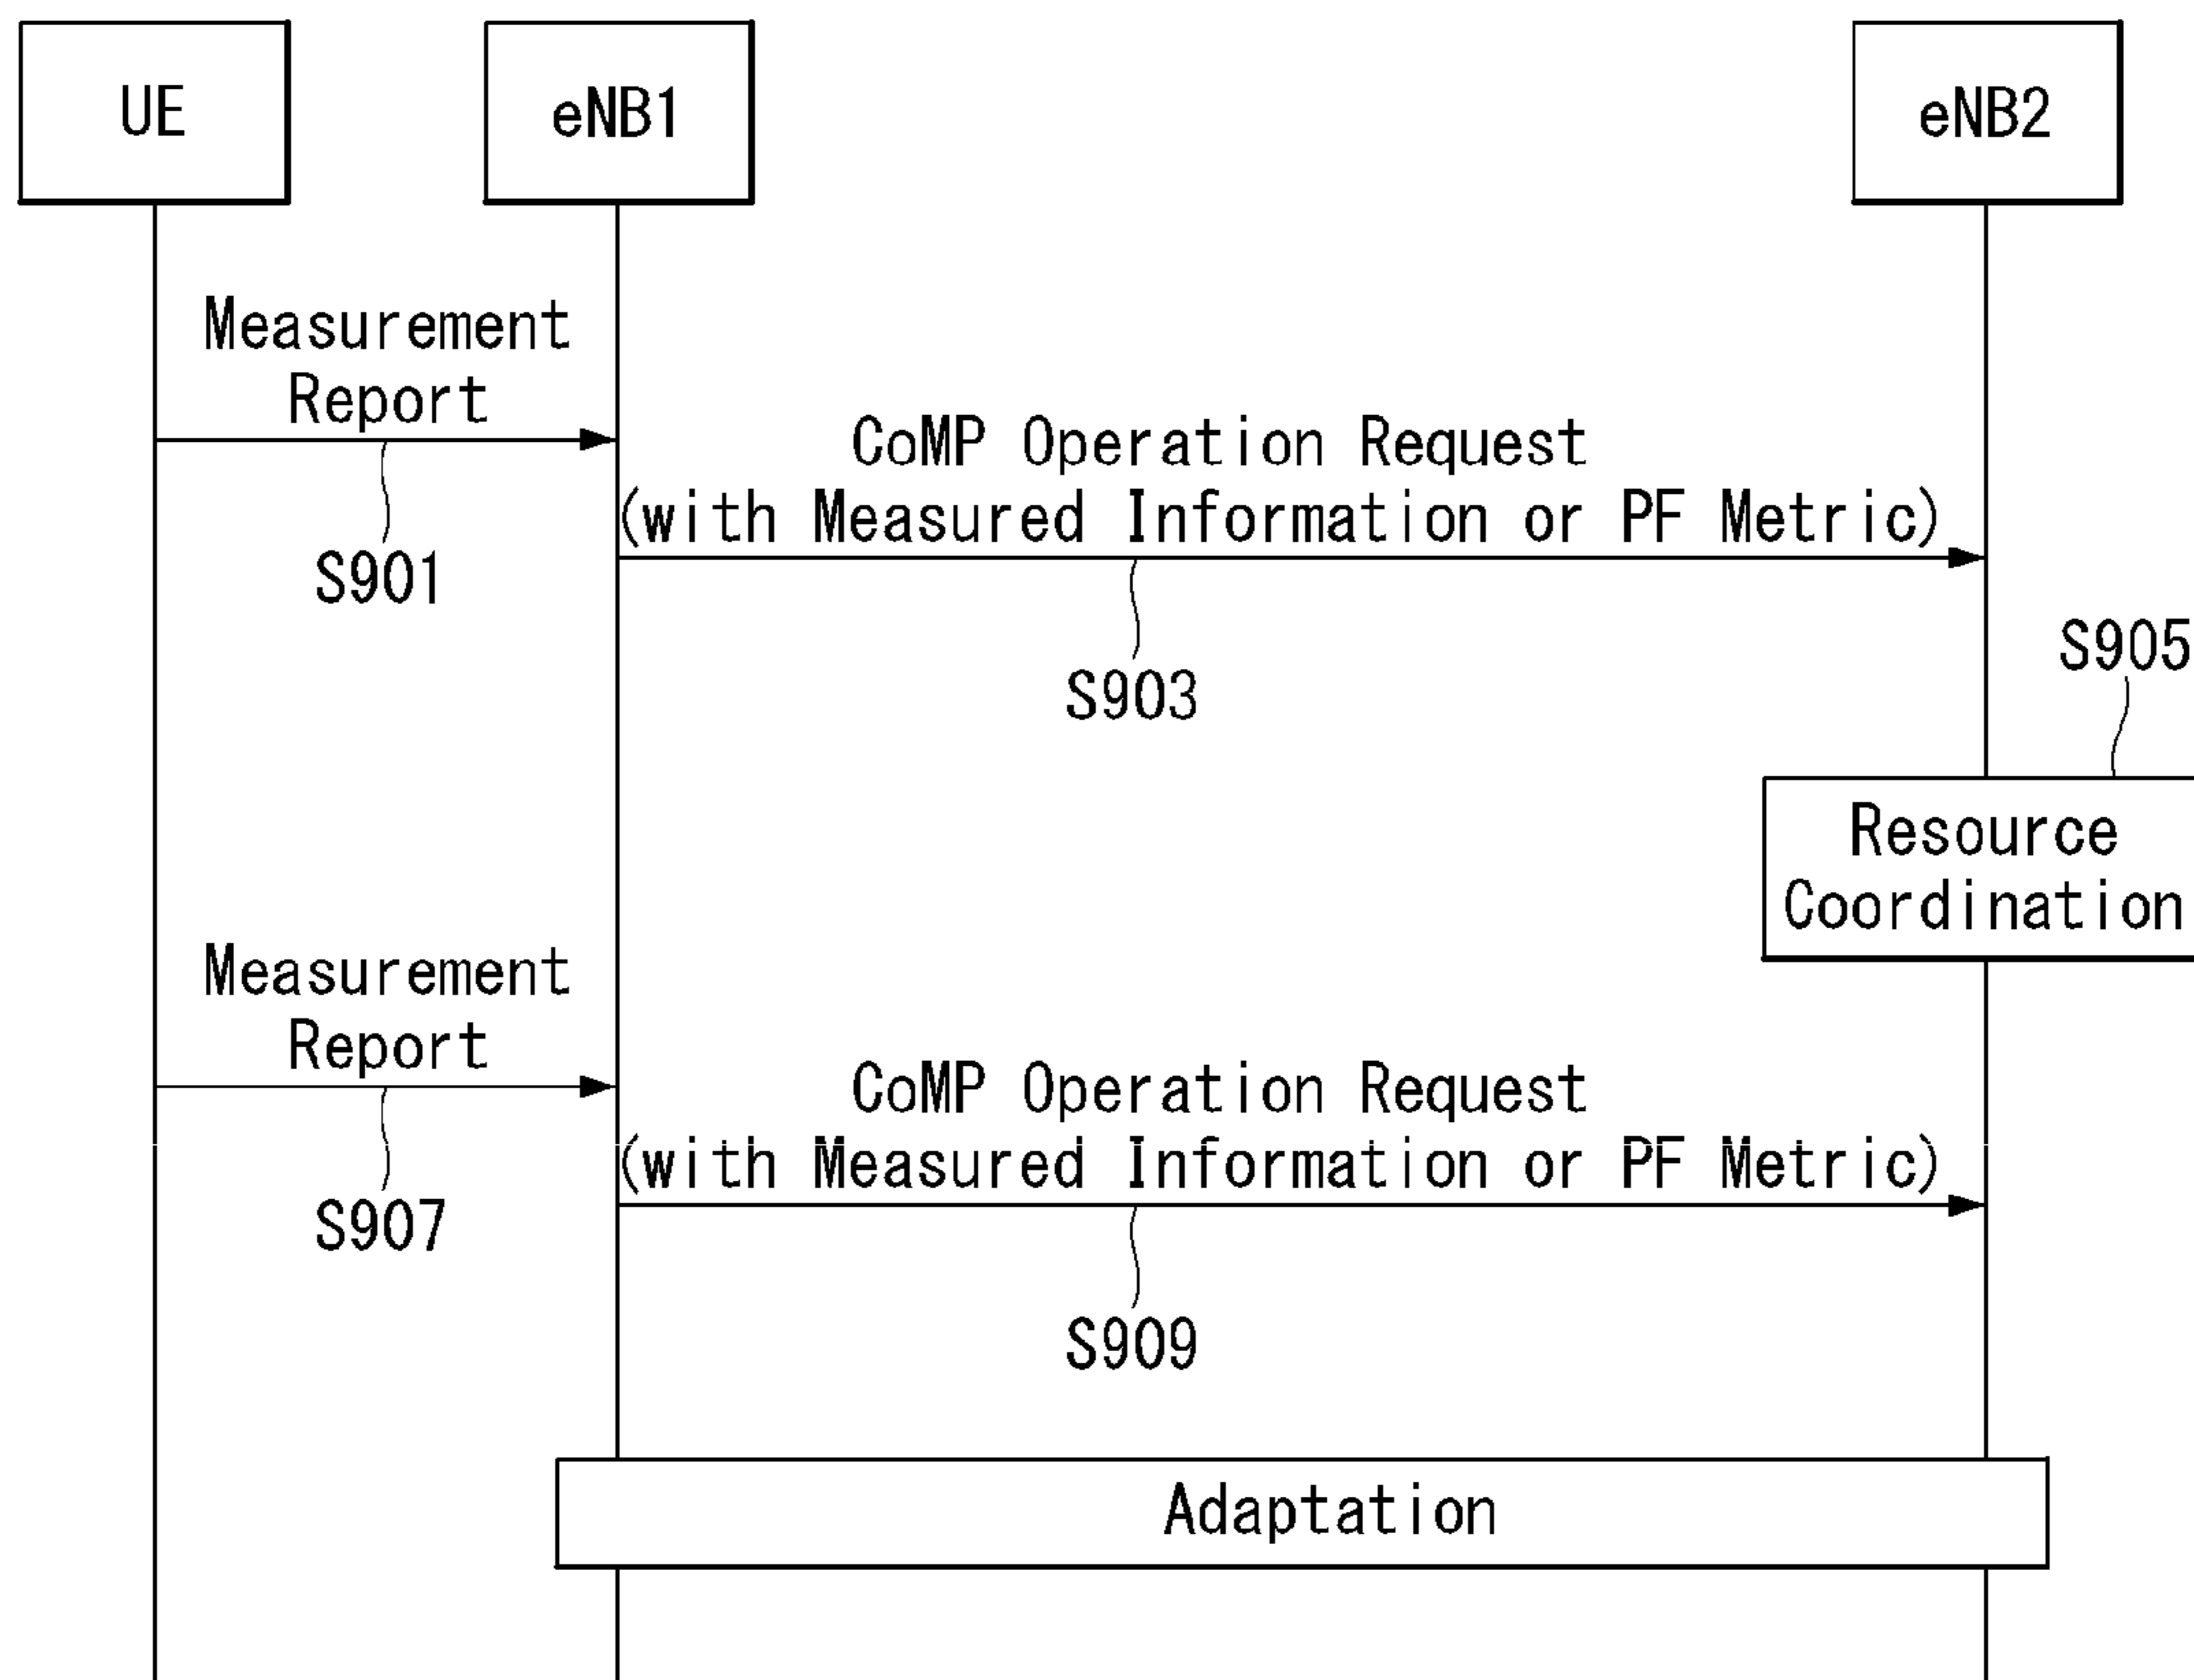 UE
eNB1
eNB2
Measurement
Report
S901
CoMP Operation Request
(with Measured Information or PF Metric)
S903
S905
Resource
Coordination
Measurement
Report
S907
CoMP Operation Request
(with Measured Information or PF Metric)
S909
Adaptation